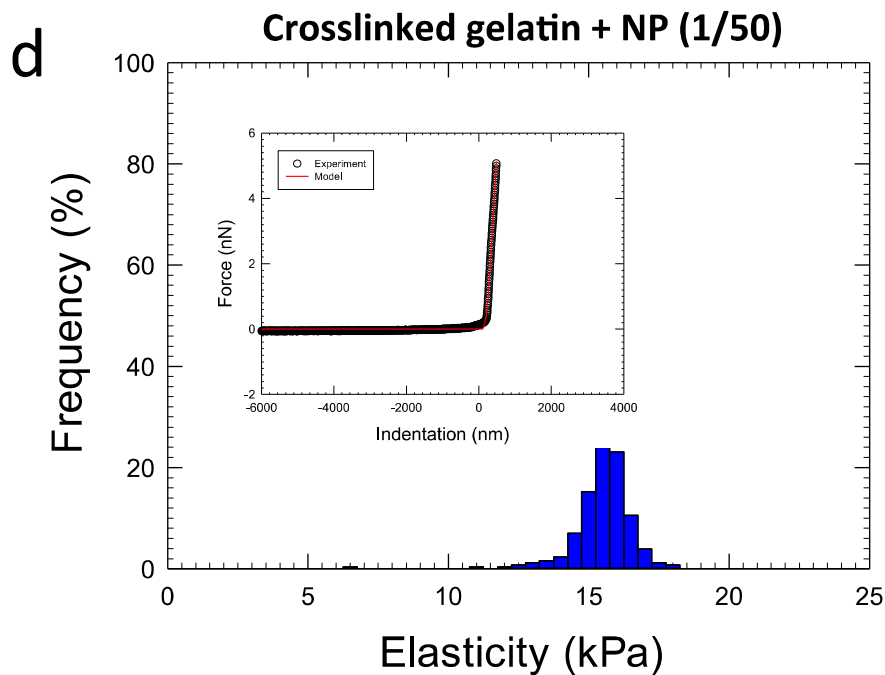 d
Crosslinked gelatin + NP (1/50)
100
80
60
40
20
0
Frequency (%)
6
4
2
0
-2
Force (nN)
Experiment
Model
-6000 -4000 -2000 0 2000 4000
Indentation (nm)
0 5 10 15 20 25
Elasticity (kPa)